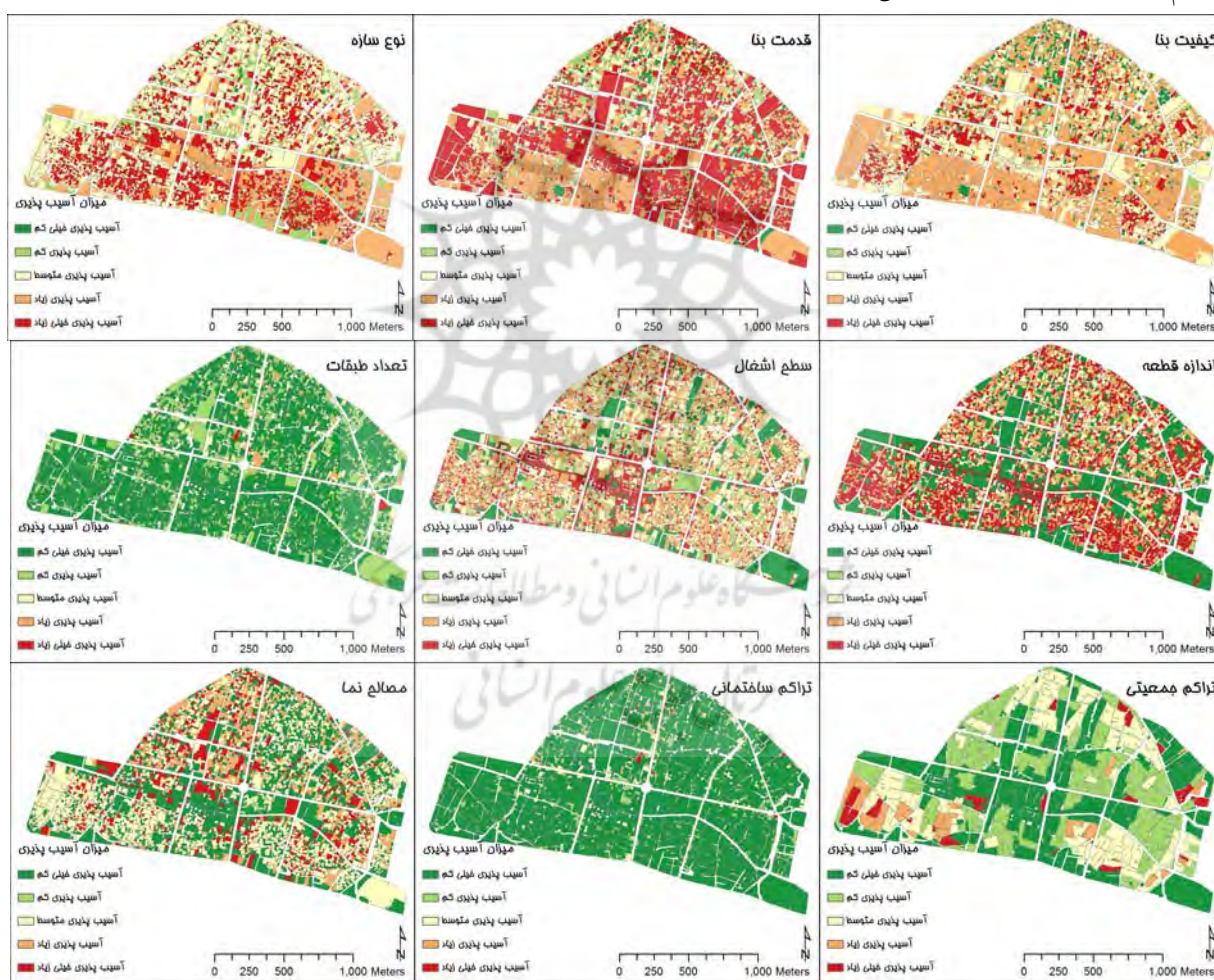 کیفیت بنا
میزان آسیب پذیری
آسیب پذیری خیلی کم
آسیب پذیری کم
آسیب پذیری متوسط
آسیب پذیری زیاد
آسیب پذیری خیلی زیاد
N
0 250 500 1,000 Meters
قدمت بنا
میزان آسیب پذیری
آسیب پذیری خیلی کم
آسیب پذیری کم
آسیب پذیری متوسط
آسیب پذیری زیاد
آسیب پذیری خیلی زیاد
N
0 250 500 1,000 Meters
نوع سازه
میزان آسیب پذیری
آسیب پذیری خیلی کم
آسیب پذیری کم
آسیب پذیری متوسط
آسیب پذیری زیاد
آسیب پذیری خیلی زیاد
N
0 250 500 1,000 Meters
اندازه قطعه
میزان آسیب پذیری
آسیب پذیری خیلی کم
آسیب پذیری کم
آسیب پذیری متوسط
آسیب پذیری زیاد
آسیب پذیری خیلی زیاد
N
0 250 500 1,000 Meters
سطح اشغال
میزان آسیب پذیری
آسیب پذیری خیلی کم
آسیب پذیری کم
آسیب پذیری متوسط
آسیب پذیری زیاد
آسیب پذیری خیلی زیاد
N
0 250 500 1,000 Meters
تعداد طبقات
میزان آسیب پذیری
آسیب پذیری خیلی کم
آسیب پذیری کم
آسیب پذیری متوسط
آسیب پذیری زیاد
آسیب پذیری خیلی زیاد
N
0 250 500 1,000 Meters
علوم انسانی و مطالعات
علوم انسانی
تراکم جمعیتی
میزان آسیب پذیری
آسیب پذیری خیلی کم
آسیب پذیری کم
آسیب پذیری متوسط
آسیب پذیری زیاد
آسیب پذیری خیلی زیاد
N
0 250 500 1,000 Meters
تراکم ساختمانی
میزان آسیب پذیری
آسیب پذیری خیلی کم
آسیب پذیری کم
آسیب پذیری متوسط
آسیب پذیری زیاد
آسیب پذیری خیلی زیاد
N
0 250 500 1,000 Meters
مصالح نما
میزان آسیب پذیری
آسیب پذیری خیلی کم
آسیب پذیری کم
آسیب پذیری متوسط
آسیب پذیری زیاد
آسیب پذیری خیلی زیاد
N
0 250 500 1,000 Meters